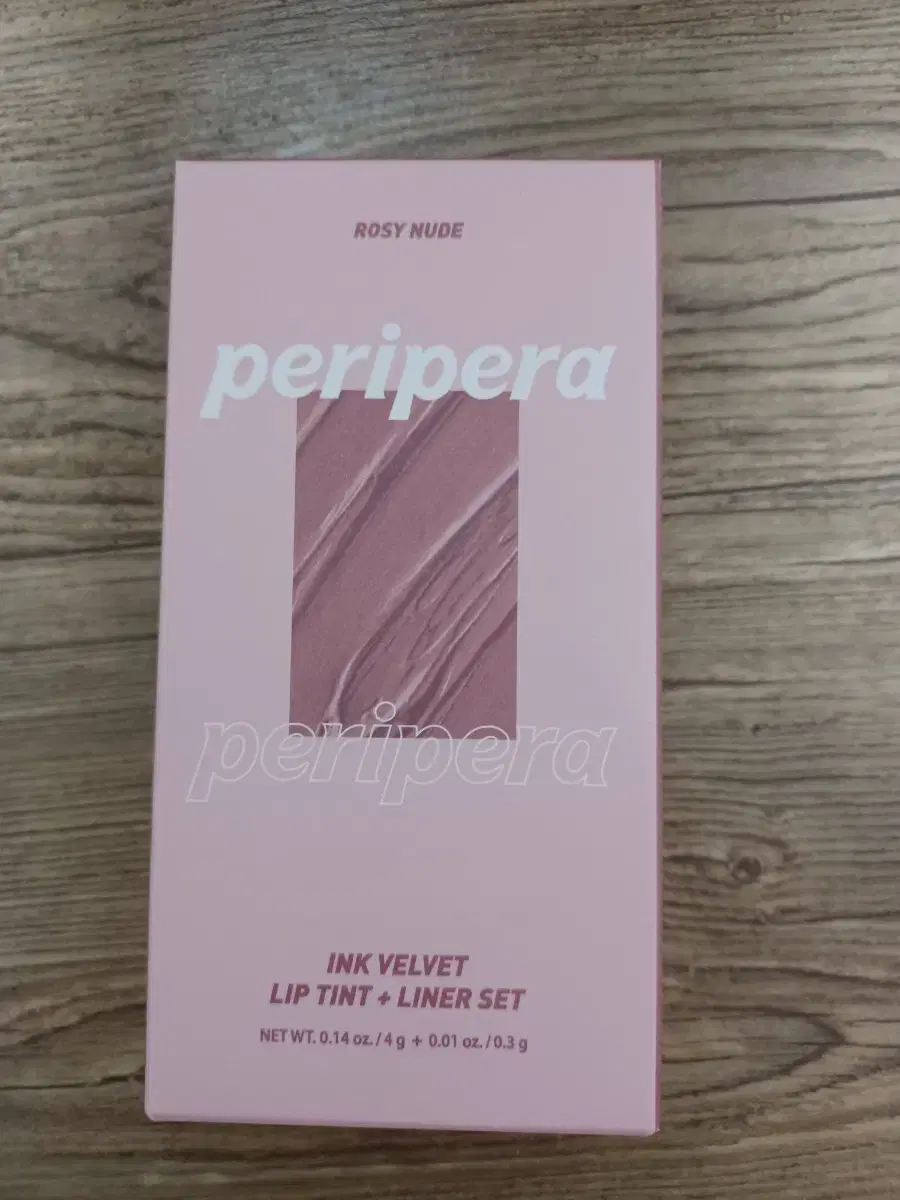 ROSY NUDE
peripera
peripera
INK VELVET
LIP TINT + LINER SET
NET WT. 0.14 oz. / 4 g + 0.01 oz. / 0.3 g